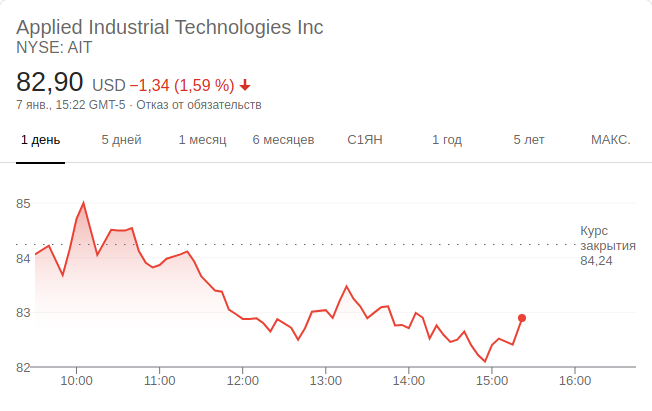 Applied Industrial Technologies Inc
NYSE: AIT
82,90 USD −1,34 (1,59 %)
7 янв., 15:22 GMT-5 · Отказ от обязательств
1 день 5 дней 1 месяц 6 месяцев С1ЯН 1 год 5 лет МАКС.
85
Курс
закрытия
84,24
84
83
82
10:00 11:00 12:00 13:00 14:00 15:00 16:00